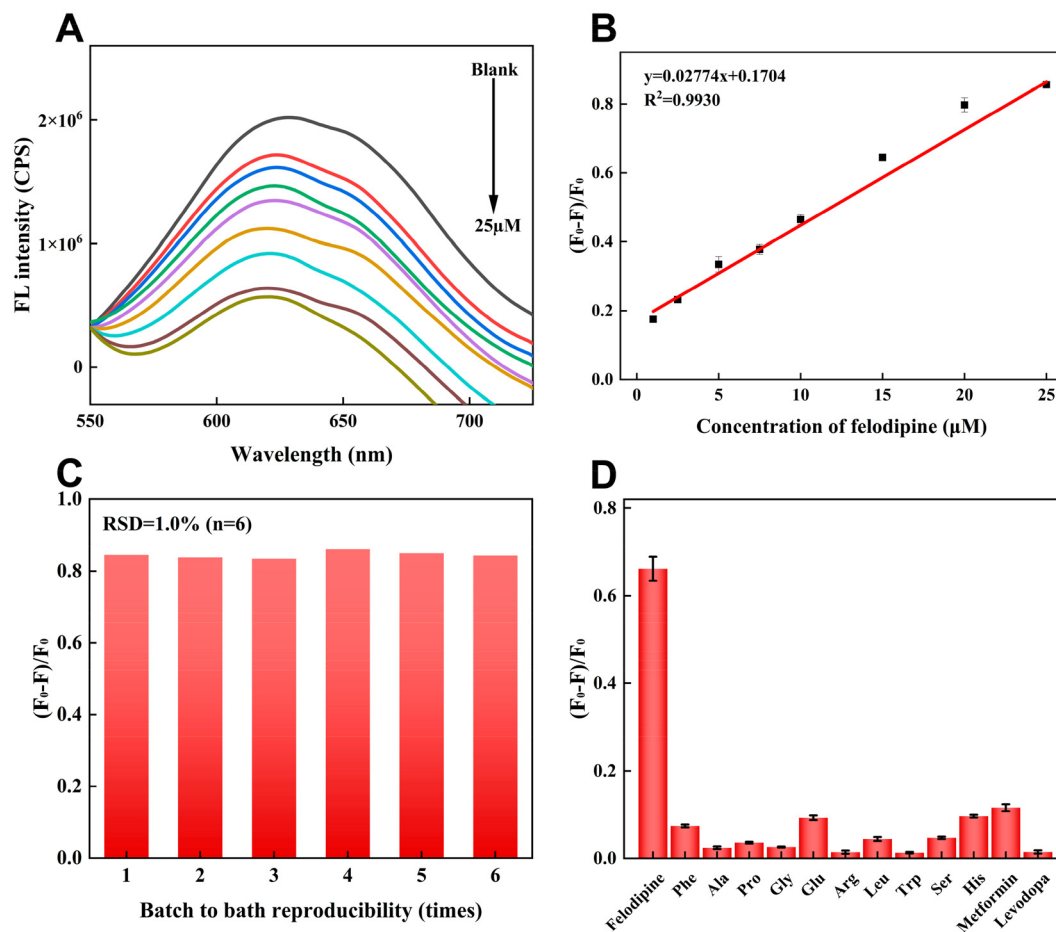 A
Blank
25μM
2×10⁶
1×10⁶
0
FL intensity (CPS)
550
600
650
700
Wavelength (nm)
B
y=0.02774x+0.1704
R²=0.9930
0.8
0.6
0.4
0.2
0.0
(F₀-F)/F₀
0
5
10
15
20
25
Concentration of felodipine (μM)
C
RSD=1.0% (n=6)
1.0
0.8
0.6
0.4
0.2
0.0
(F₀-F)/F₀
1
2
3
4
5
6
Batch to bath reproducibility (times)
D
0.8
0.6
0.4
0.2
0.0
(F₀-F)/F₀
Felodipine
Phe
Ala
Pro
Gly
Glu
Arg
Leu
Trp
Ser
His
Metformin
Levodopa